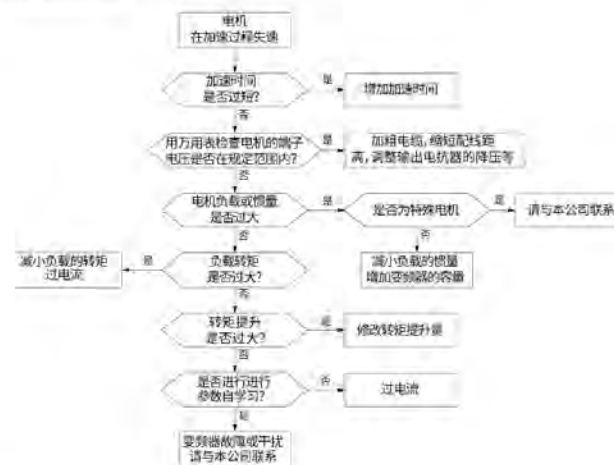 电机
在加速过程失速
加速时间
是否过短?
是
增加加速时间
否
用万用表检查电机的端子
电压是否在规定范围内?
是
加粗电缆,缩短配线距
离,调整输出电抗器的降压等
否
电机负载或惯量
是否过大
是
是否为特殊电机
是
请与本公司联系
否
否
减小负载的转矩
过电流
是
负载转矩
是否过大?
减小负载的惯量
增加变频器的容量
否
转矩提升
是否过大?
是
修改转矩提升量
否
是否进行进行
参数自学习?
否
过电流
是
变频器故障或干扰
请与本公司联系